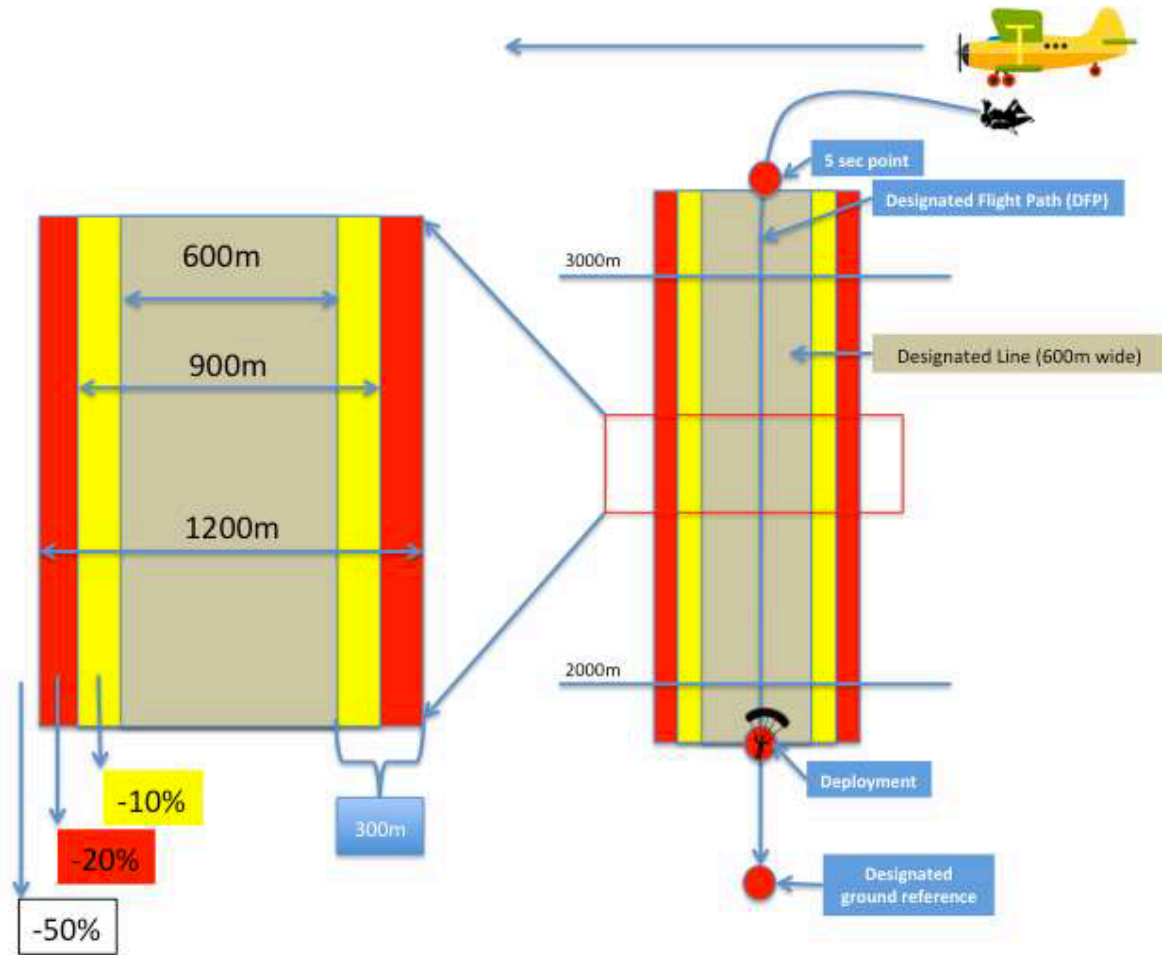 5 sec point
Designated Flight Path (DFP)
600m
3000m
Designated Line (600m wide)
900m
1200m
2000m
Deployment
-10%
300m
-20%
Designated
ground reference
-50%